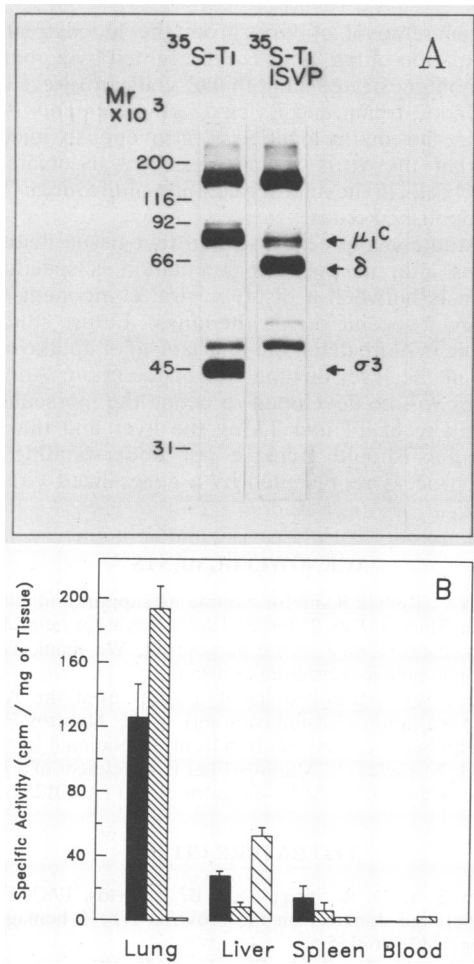 A
35S-T1 35S-T1
ISVP
Mr
x10 3
200
116
92
66
45
31
μ1C
δ
σ3
B
Specific Activity (cpm / mg of Tissue)
200
160
120
80
40
0
Lung Liver Spleen Blood